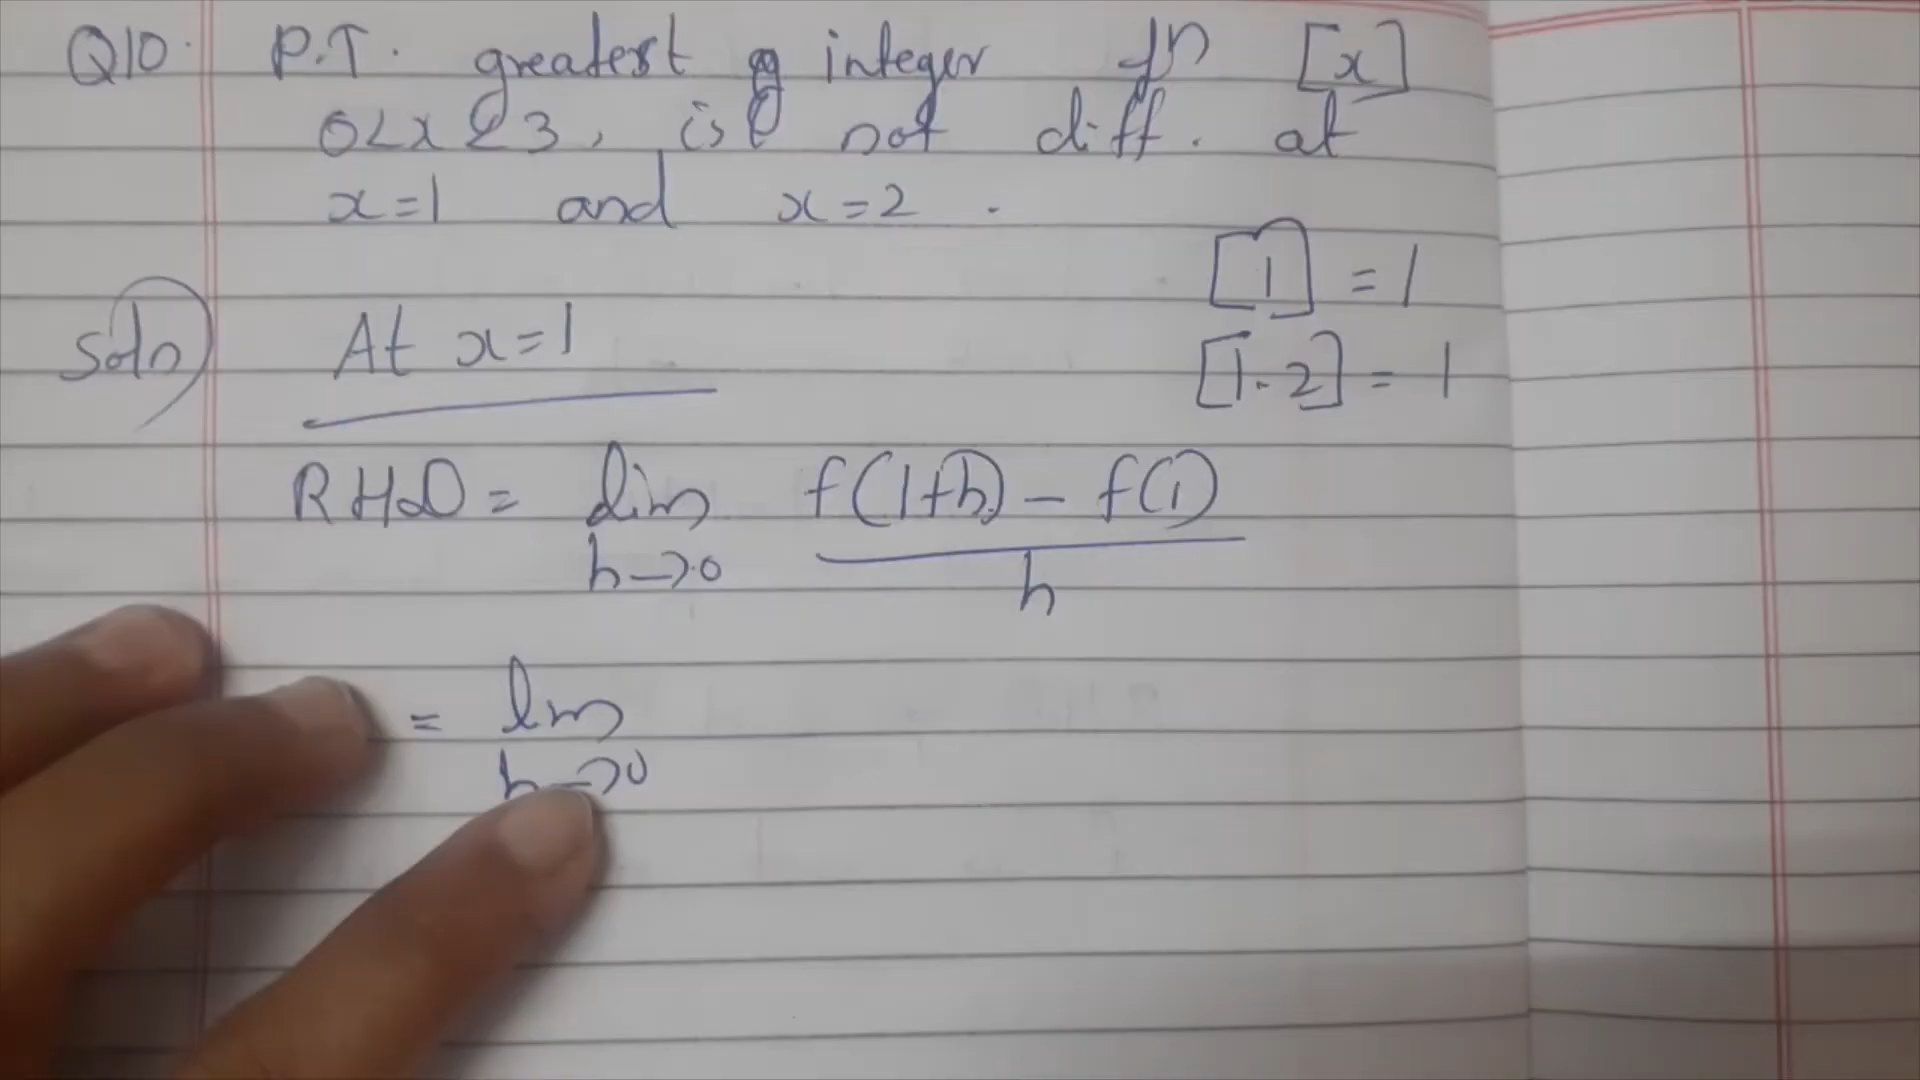 Q10. P.T. greatest integer fn [x]
0<x<3, is not diff. at
x=1 and x=2.
[1] = 1
Soln) At x=1
[1.2] = 1
RHD = lim f(1+h) - f(1)
h→0 h
= lim
h→0